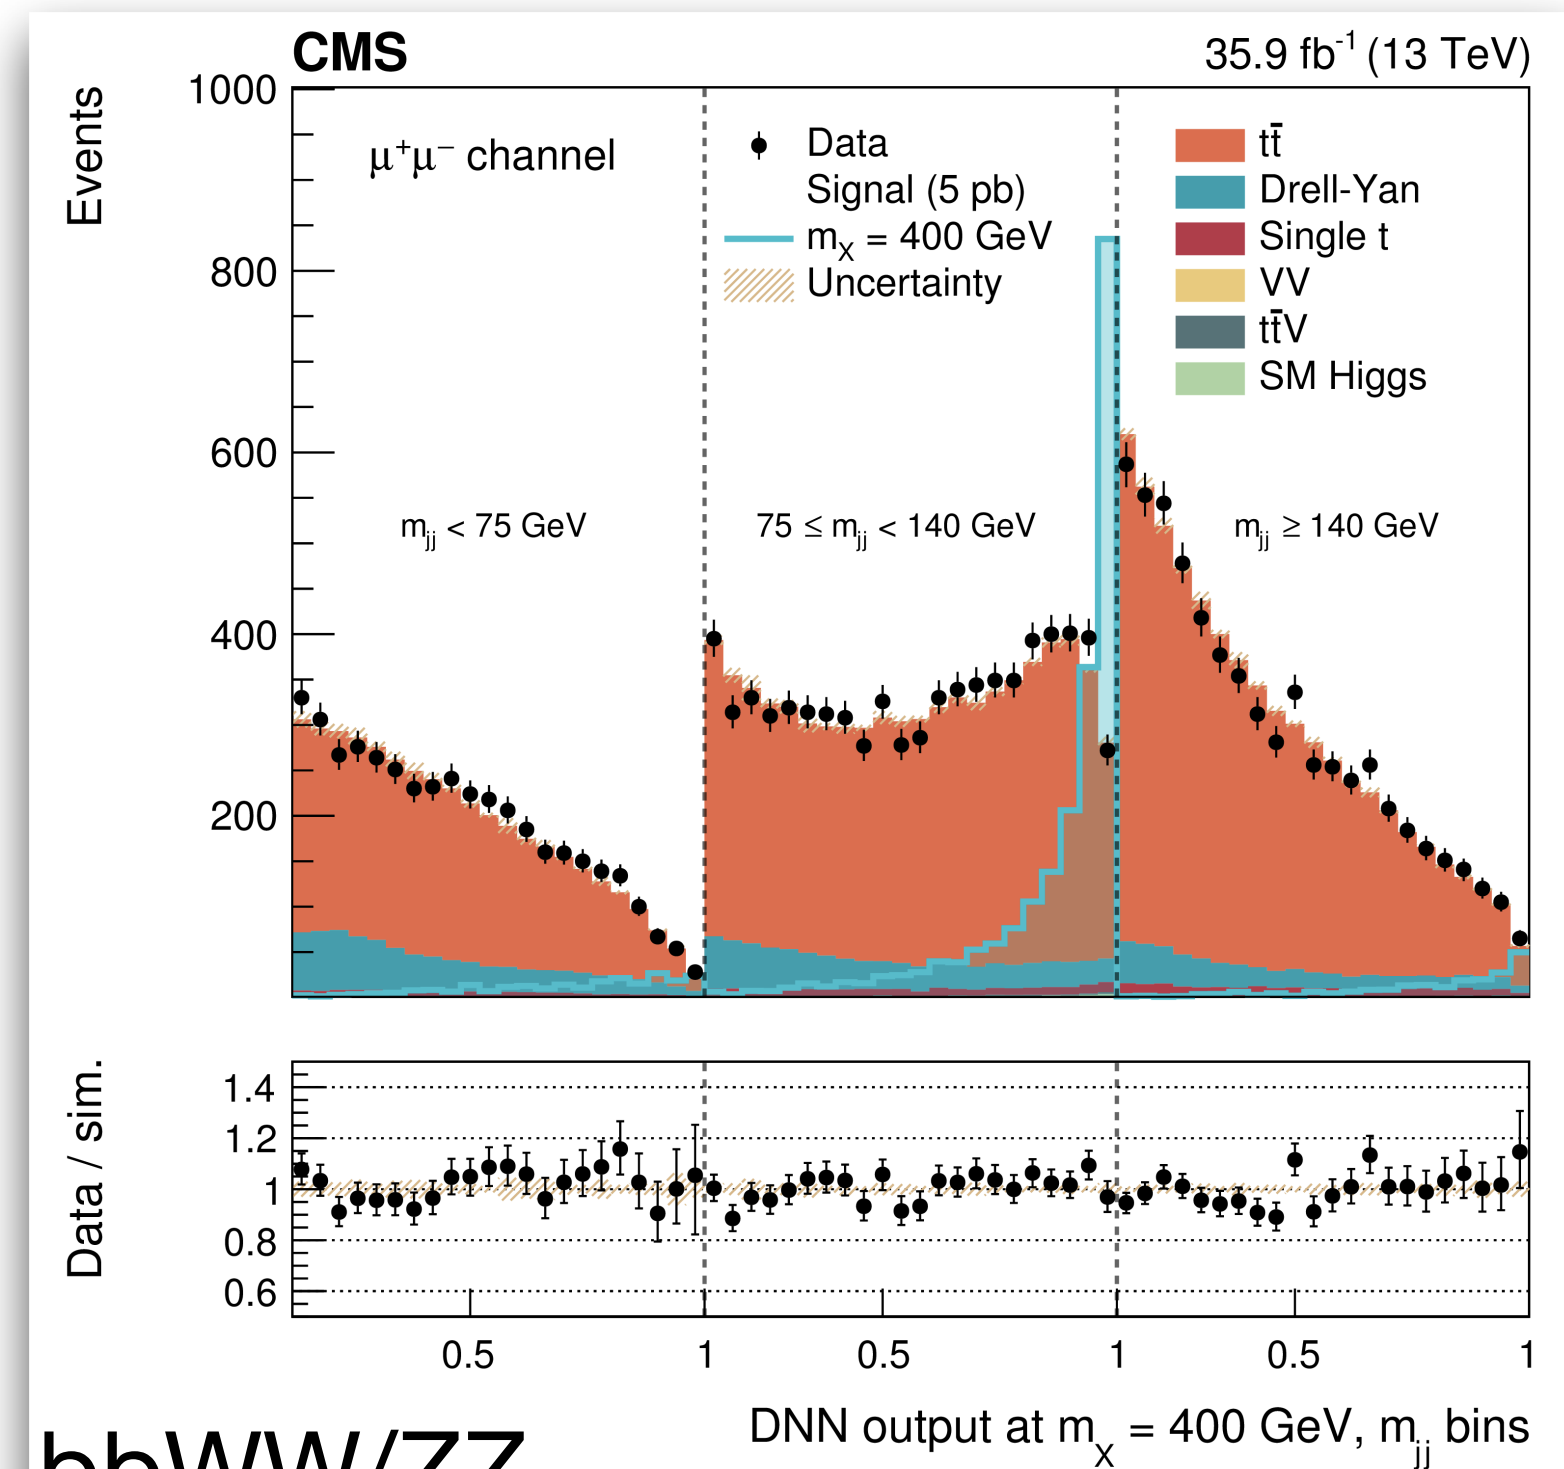 CMS
35.9 fb⁻¹ (13 TeV)
Events
1000
800
600
400
200
μ⁺μ⁻ channel
Data
Signal (5 pb)
m_X = 400 GeV
Uncertainty
tt̄
Drell-Yan
Single t
VV
tt̄V
SM Higgs
m_jj < 75 GeV
75 ≤ m_jj < 140 GeV
m_jj ≥ 140 GeV
Data / sim.
1.4
1.2
1
0.8
0.6
0.5 1 0.5 1 0.5 1
DNN output at m_X = 400 GeV, m_jj bins
bbWW/ZZ